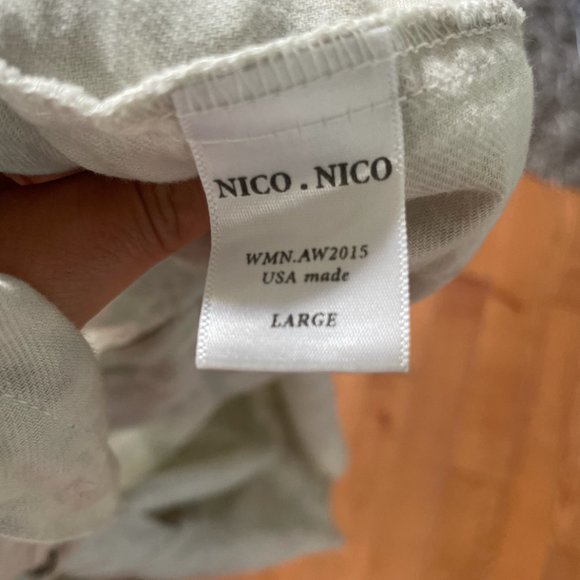 NICO . NICO
WMN.AW2015
USA made
LARGE